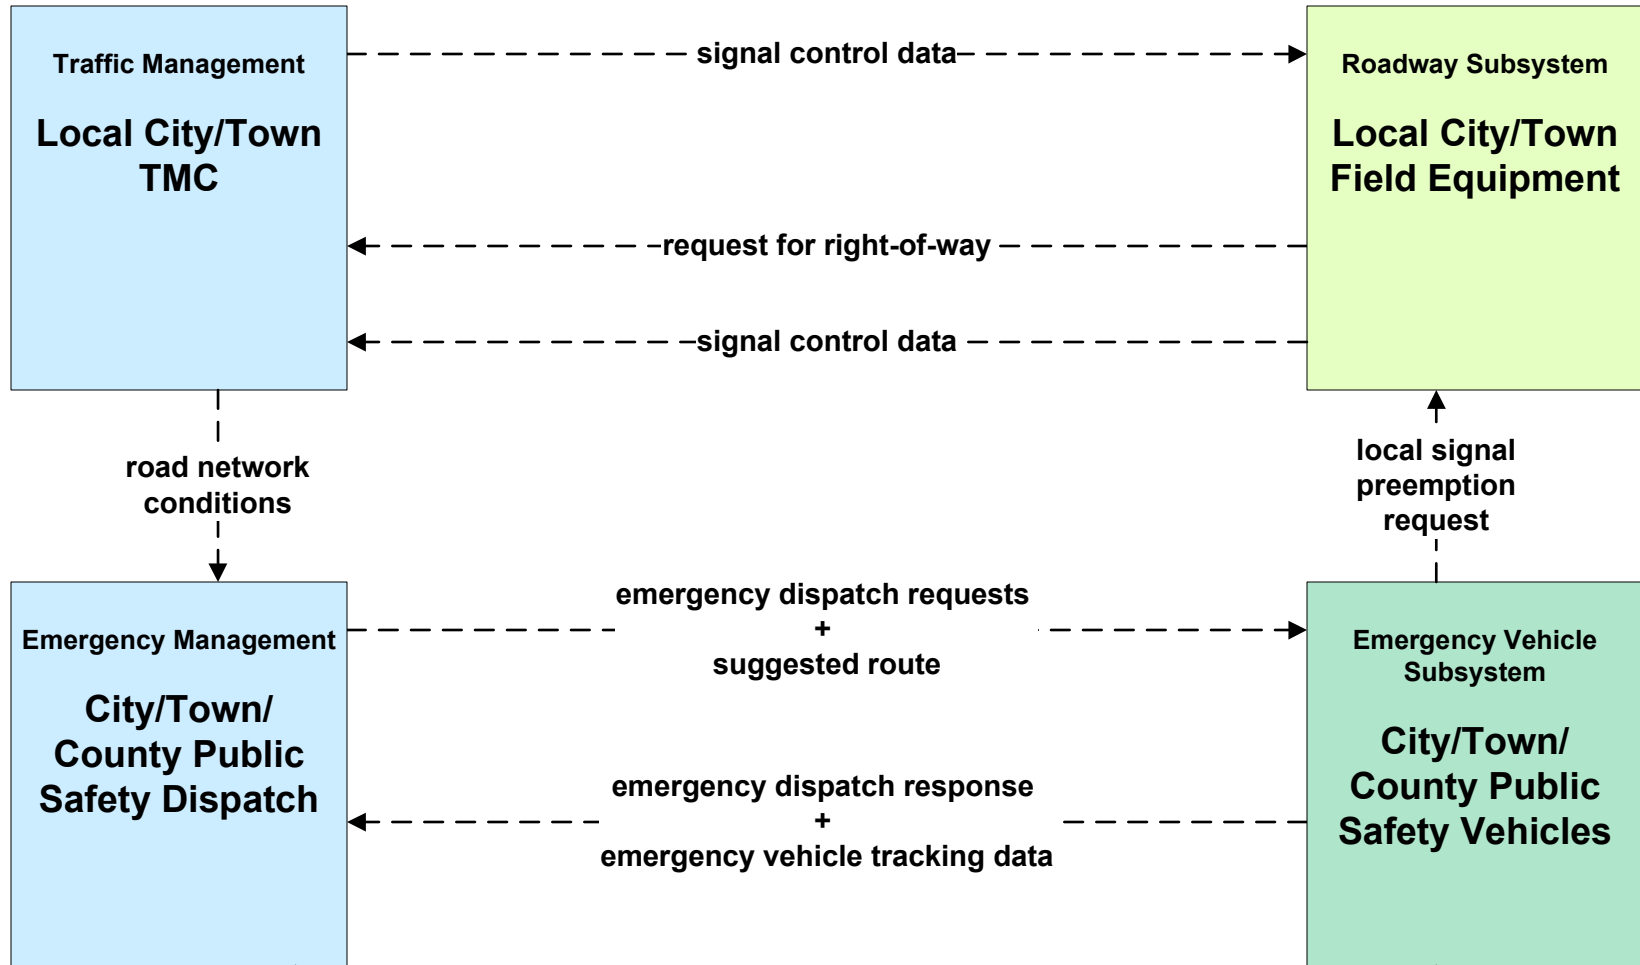 Traffic Management
Local City/Town
TMC
signal control data
Roadway Subsystem
Local City/Town
Field Equipment
request for right-of-way
signal control data
road network
conditions
local signal
preemption
request
Emergency Management
City/Town/
County Public
Safety Dispatch
emergency dispatch requests
+
suggested route
Emergency Vehicle
Subsystem
City/Town/
County Public
Safety Vehicles
emergency dispatch response
+
emergency vehicle tracking data